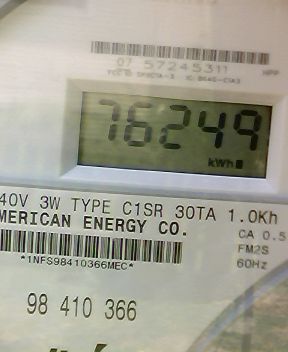 07 57245311 NPP
76249
kWh
40V 3W TYPE C1SR 30TA 1.0Kh
MERICAN ENERGY CO.
CA 0.5
FM2S
*1NFS98410366MEC*
60Hz
98 410 366